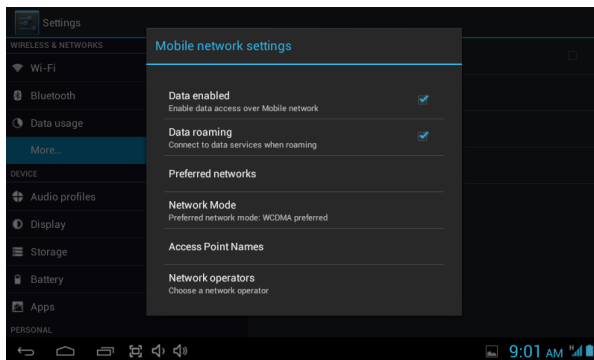 Settings
WIRELESS & NETWORKS
Wi-Fi
Bluetooth
Data usage
More...
DEVICE
Audio profiles
Display
Storage
Battery
Apps
PERSONAL
Mobile network settings
Data enabled
Enable data access over Mobile network
Data roaming
Connect to data services when roaming
Preferred networks
Network Mode
Preferred network mode: WCDMA preferred
Access Point Names
Network operators
Choose a network operator
9:01 AM
H